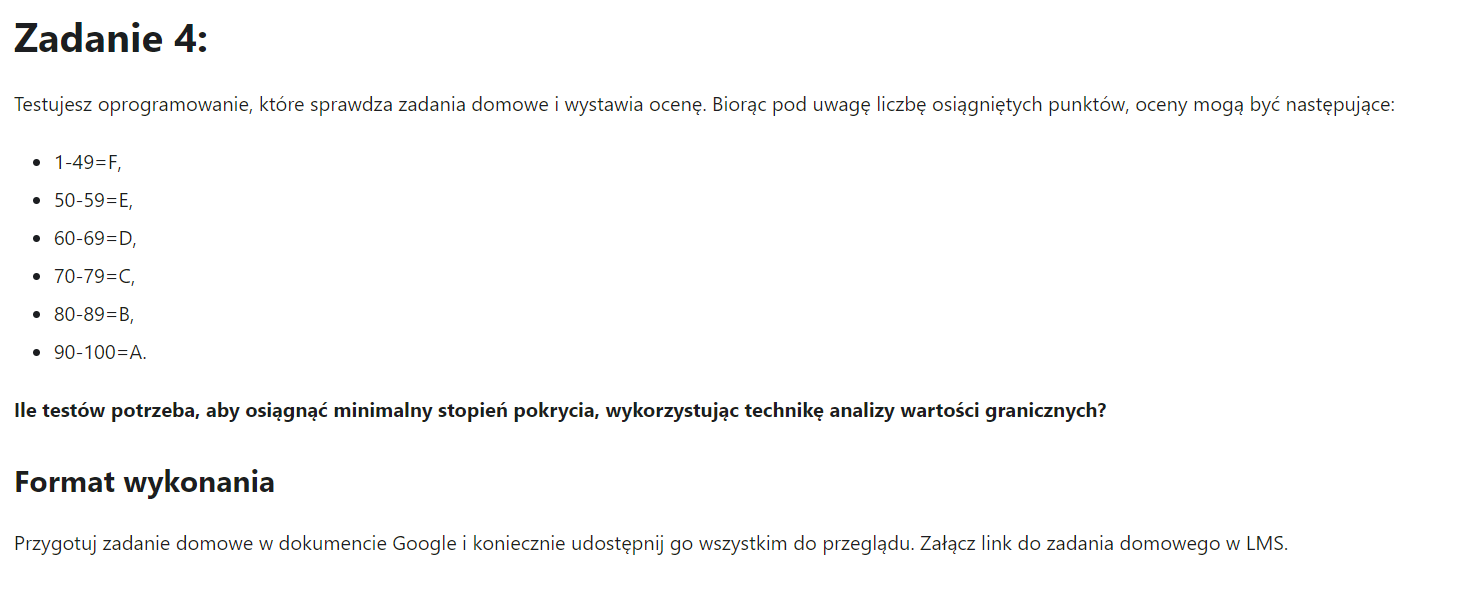 Zadanie 4:
Testujesz oprogramowanie, które sprawdza zadania domowe i wystawia ocenę. Biorąc pod uwagę liczbę osiągniętych punktów, oceny mogą być następujące:
• 1-49=F,
• 50-59=E,
• 60-69=D,
• 70-79=C,
• 80-89=B,
• 90-100=A.
Ile testów potrzeba, aby osiągnąć minimalny stopień pokrycia, wykorzystując technikę analizy wartości granicznych?
Format wykonania
Przygotuj zadanie domowe w dokumencie Google i koniecznie udostępnij go wszystkim do przeglądu. Załącz link do zadania domowego w LMS.